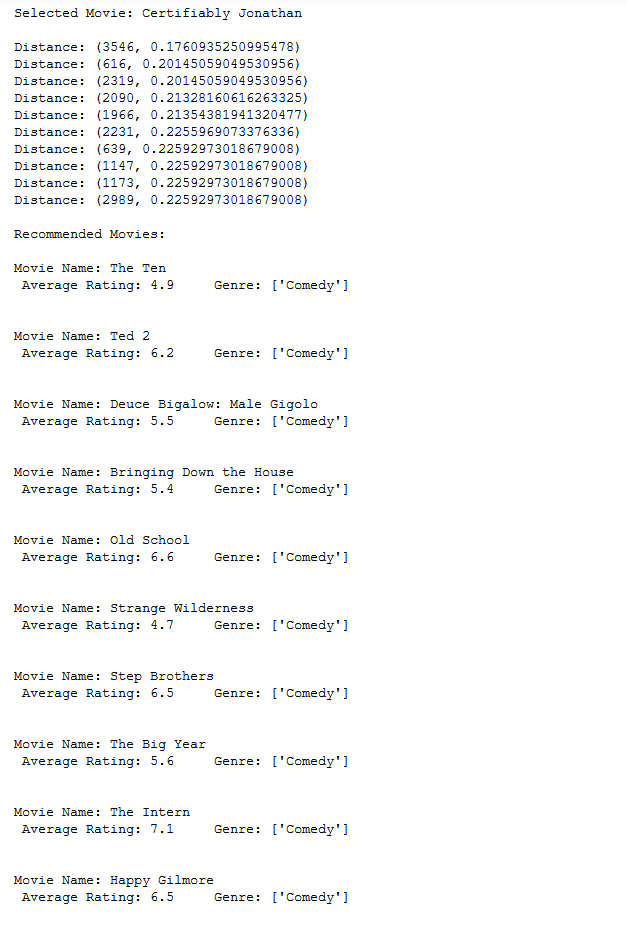 Selected Movie: Certifiably Jonathan
Distance: (3546, 0.1760935250995478)
Distance: (616, 0.20145059049530956)
Distance: (2319, 0.20145059049530956)
Distance: (2090, 0.21328160616263325)
Distance: (1966, 0.21354381941320477)
Distance: (2231, 0.2255969073376336)
Distance: (639, 0.22592973018679008)
Distance: (1147, 0.22592973018679008)
Distance: (1173, 0.22592973018679008)
Distance: (2989, 0.22592973018679008)
Recommended Movies:
Movie Name: The Ten
Average Rating: 4.9     Genre: ['Comedy']
Movie Name: Ted 2
Average Rating: 6.2     Genre: ['Comedy']
Movie Name: Deuce Bigalow: Male Gigolo
Average Rating: 5.5     Genre: ['Comedy']
Movie Name: Bringing Down the House
Average Rating: 5.4     Genre: ['Comedy']
Movie Name: Old School
Average Rating: 6.6     Genre: ['Comedy']
Movie Name: Strange Wilderness
Average Rating: 4.7     Genre: ['Comedy']
Movie Name: Step Brothers
Average Rating: 6.5     Genre: ['Comedy']
Movie Name: The Big Year
Average Rating: 5.6     Genre: ['Comedy']
Movie Name: The Intern
Average Rating: 7.1     Genre: ['Comedy']
Movie Name: Happy Gilmore
Average Rating: 6.5     Genre: ['Comedy']